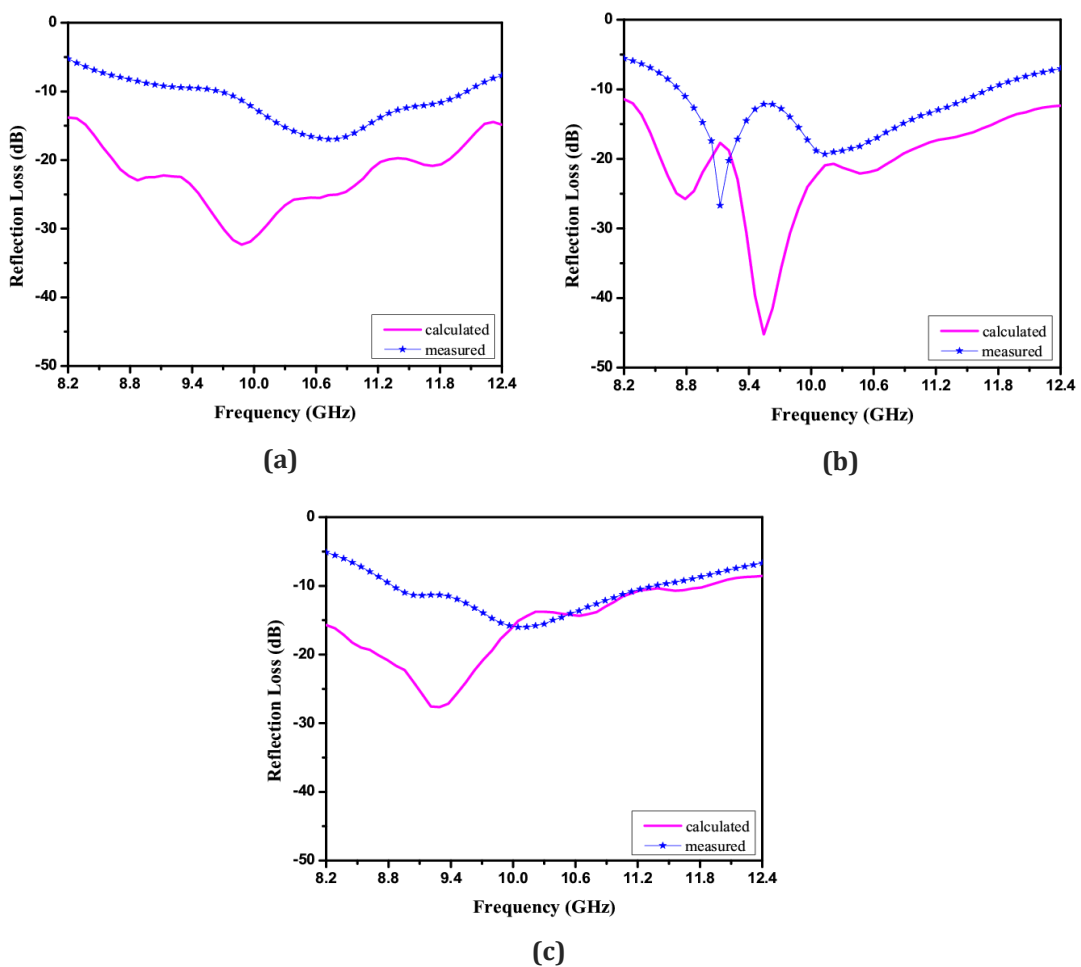 0
-10
-20
-30
-40
-50
Reflection Loss (dB)
calculated
measured
8.2 8.8 9.4 10.0 10.6 11.2 11.8 12.4
Frequency (GHz)
(a)
0
-10
-20
-30
-40
-50
Reflection Loss (dB)
calculated
measured
8.2 8.8 9.4 10.0 10.6 11.2 11.8 12.4
Frequency (GHz)
(b)
0
-10
-20
-30
-40
-50
Reflection Loss (dB)
calculated
measured
8.2 8.8 9.4 10.0 10.6 11.2 11.8 12.4
Frequency (GHz)
(c)